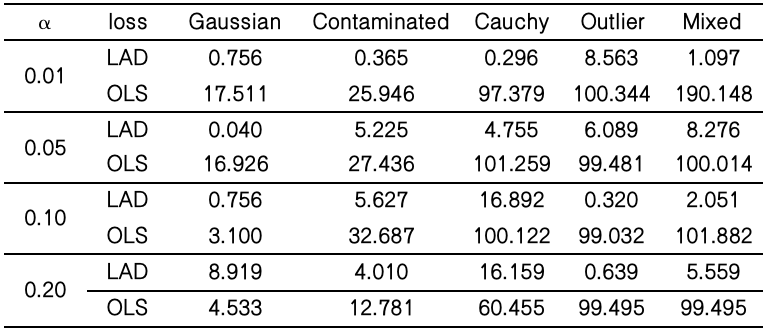 α loss Gaussian Contaminated Cauchy Outlier Mixed
0.01 LAD 0.756 0.365 0.296 8.563 1.097
OLS 17.511 25.946 97.379 100.344 190.148
0.05 LAD 0.040 5.225 4.755 6.089 8.276
OLS 16.926 27.436 101.259 99.481 100.014
0.10 LAD 0.756 5.627 16.892 0.320 2.051
OLS 3.100 32.687 100.122 99.032 101.882
0.20 LAD 8.919 4.010 16.159 0.639 5.559
OLS 4.533 12.781 60.455 99.495 99.495